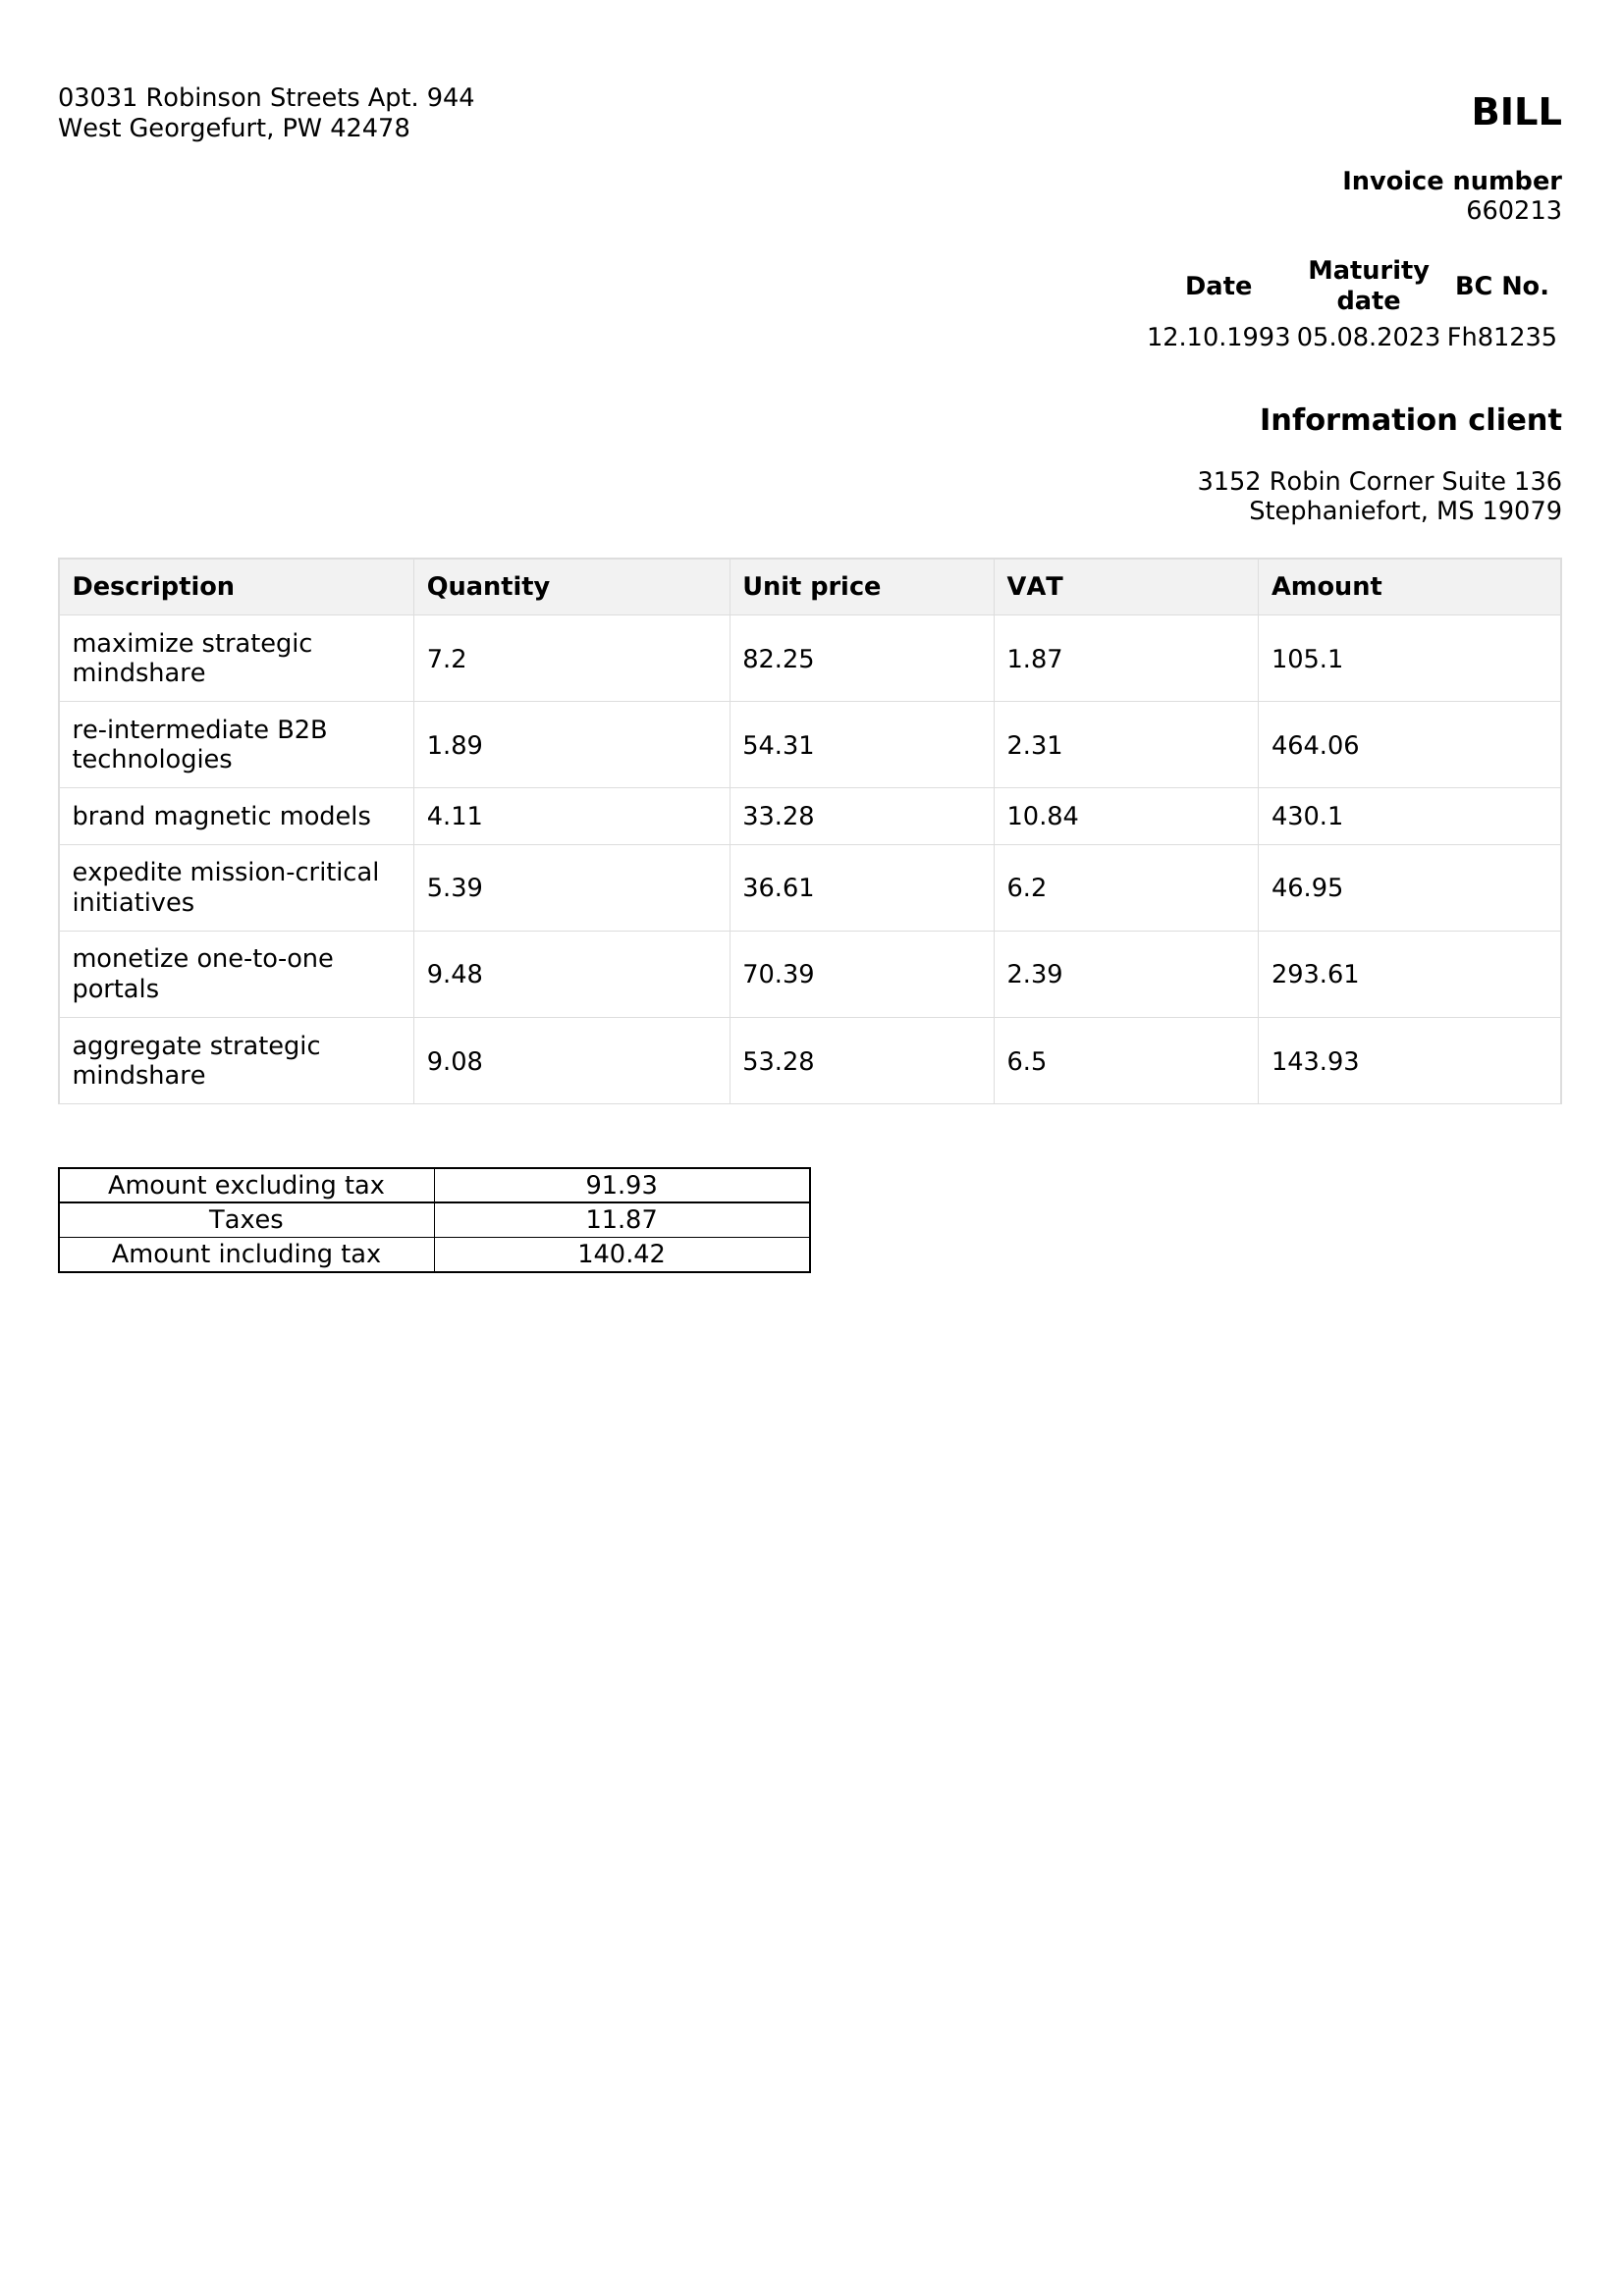 03031 Robinson Streets Apt. 944
West Georgefurt, PW 42478
BILL
Invoice number
660213
Date Maturity date BC No.
12.10.1993 05.08.2023 Fh81235
Information client
3152 Robin Corner Suite 136
Stephaniefort, MS 19079
Description Quantity Unit price VAT Amount
maximize strategic mindshare 7.2 82.25 1.87 105.1
re-intermediate B2B technologies 1.89 54.31 2.31 464.06
brand magnetic models 4.11 33.28 10.84 430.1
expedite mission-critical initiatives 5.39 36.61 6.2 46.95
monetize one-to-one portals 9.48 70.39 2.39 293.61
aggregate strategic mindshare 9.08 53.28 6.5 143.93
Amount excluding tax 91.93
Taxes 11.87
Amount including tax 140.42